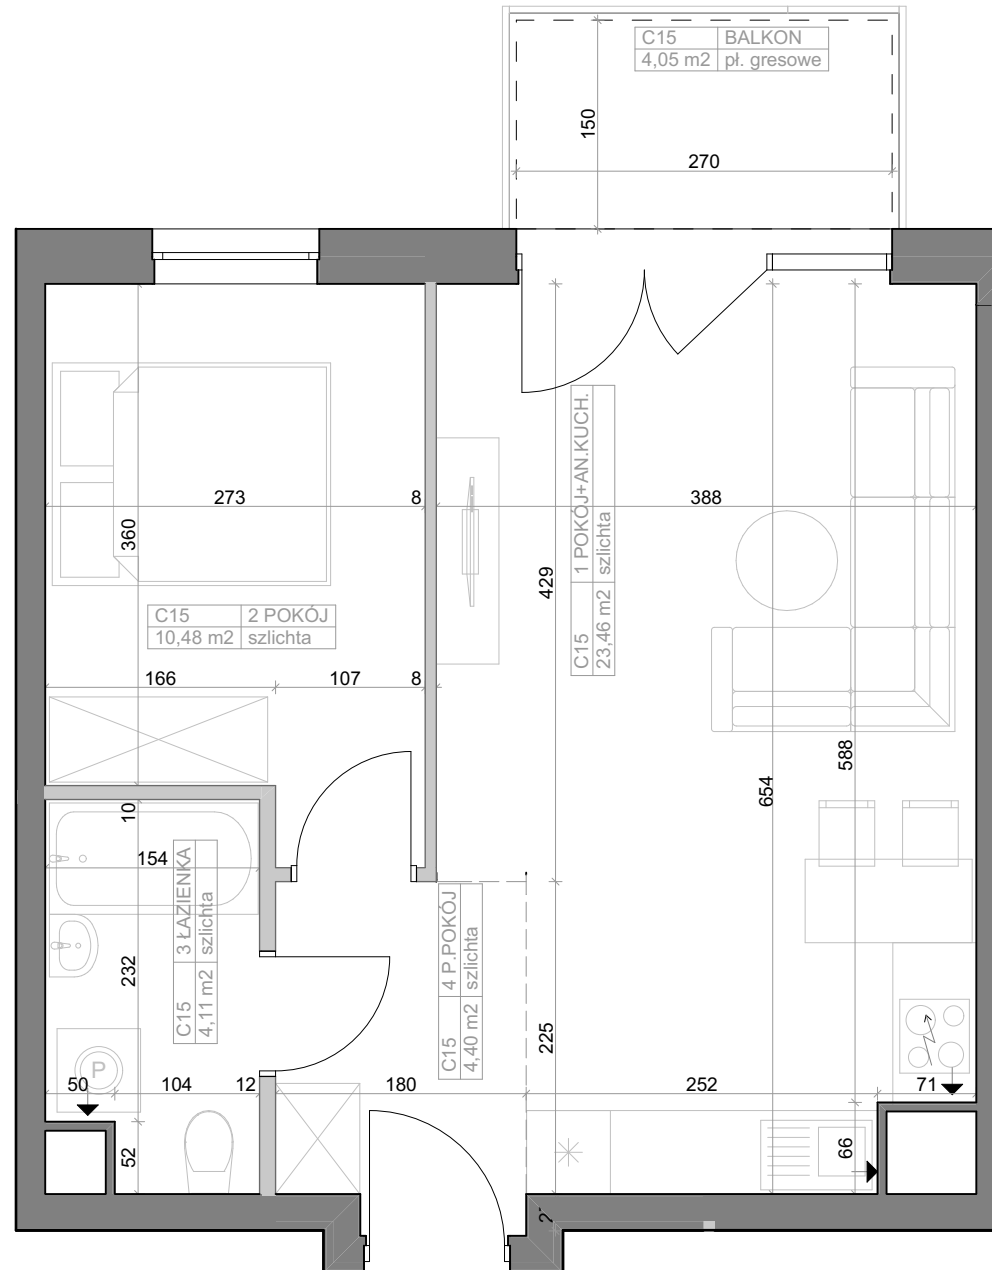 C15 BALKON
4,05 m2 pł. gresowe
150
270
273
8
388
360
C15 1 POKÓJ+AN.KUCH.
23,46 m2 szlichta
429
C15 2 POKÓJ
10,48 m2 szlichta
166
107
8
654
588
10
154
C15 3 ŁAZIENKA
4,11 m2 szlichta
232
C15 4 P.POKÓJ
4,40 m2 szlichta
225
P
50
104
12
180
252
71
52
66